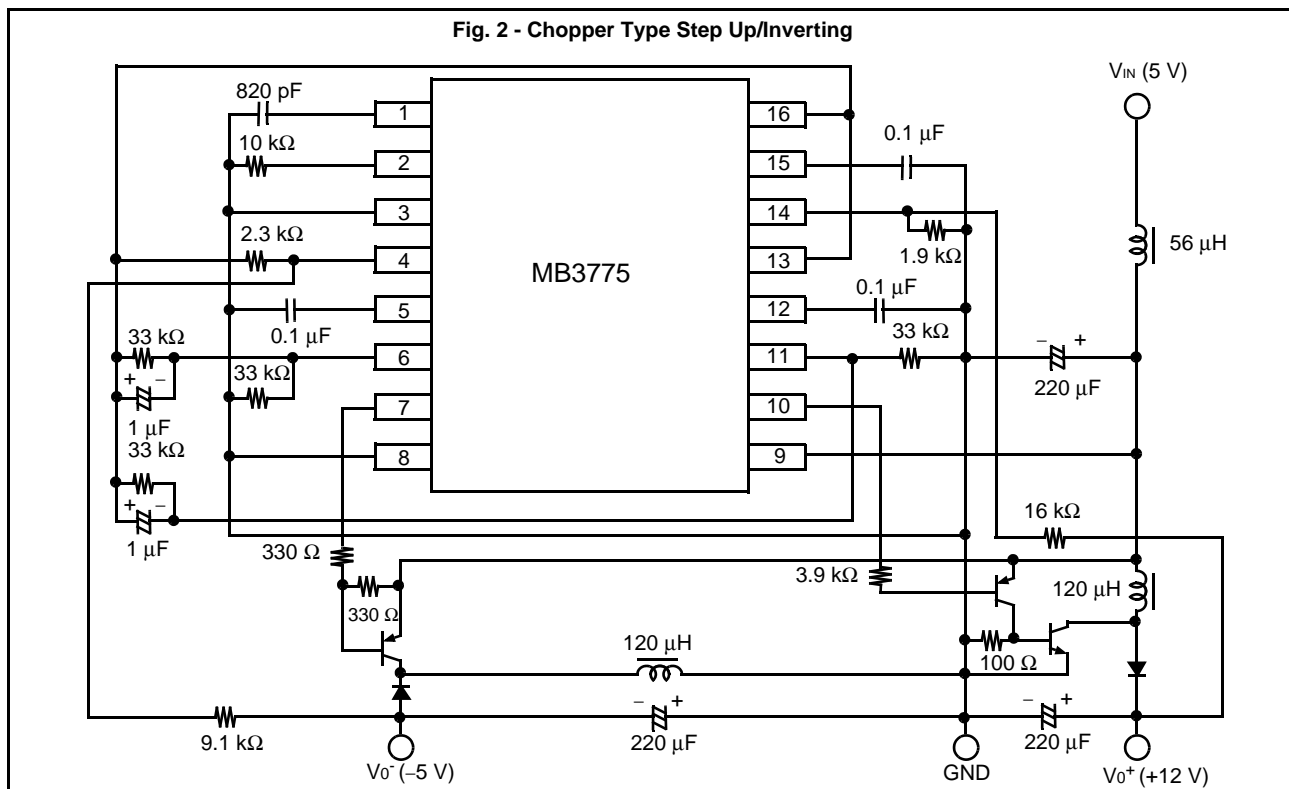 Fig. 2 - Chopper Type Step Up/Inverting
VIN (5 V)
820 pF
1
16
0.1 μF
10 kΩ
2
15
3
14
2.3 kΩ
1.9 kΩ
56 μH
4
13
MB3775
0.1 μF
5
12
0.1 μF
33 kΩ
33 kΩ
6
11
− +
220 μF
33 kΩ
+ −
1 μF
7
10
33 kΩ
8
9
+ −
1 μF
16 kΩ
330 Ω
3.9 kΩ
330 Ω
120 μH
120 μH
100 Ω
− +
− +
9.1 kΩ
220 μF
220 μF
V0- (−5 V)
GND
V0+ (+12 V)